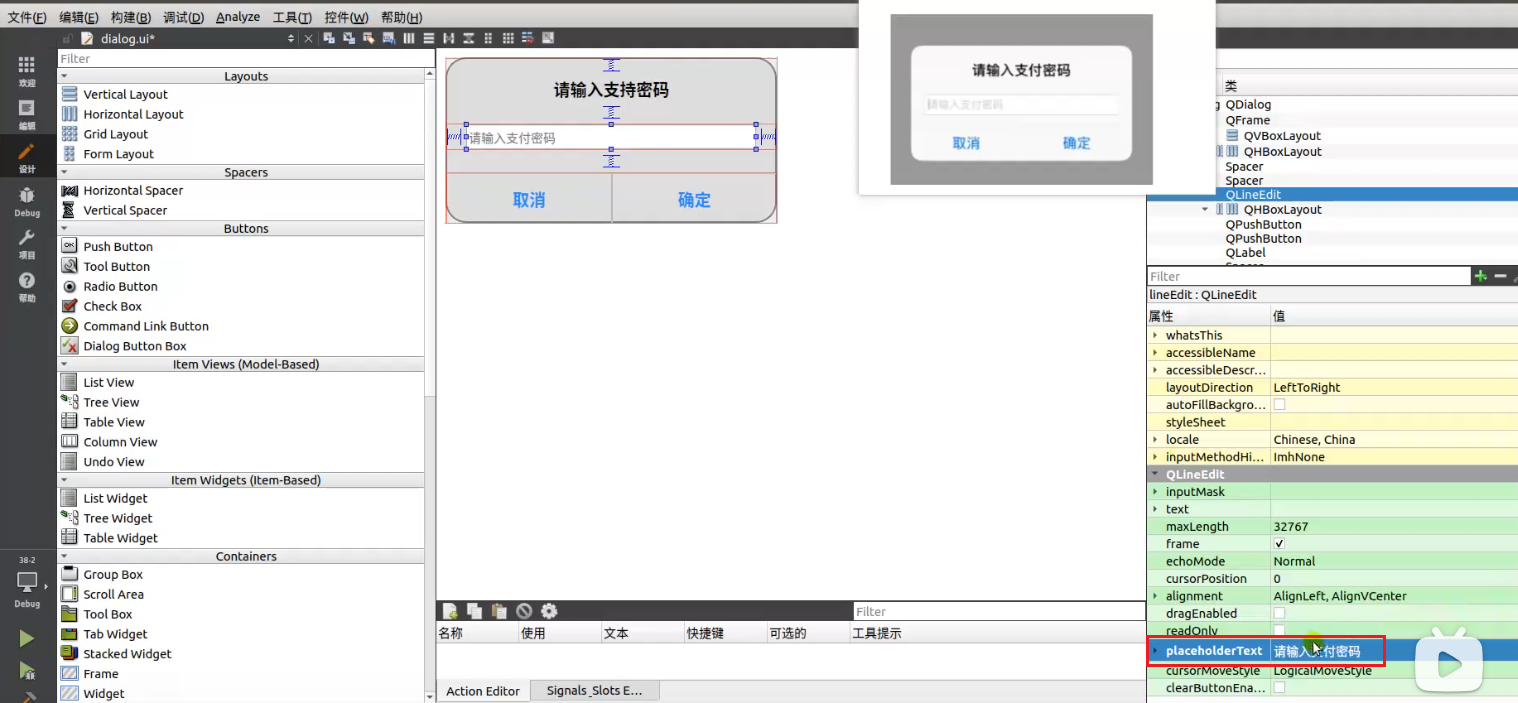 文件(F) 编辑(E) 构建(B) 调试(D) Analyze 工具(T) 控件(W) 帮助(H)
dialog.ui*
欢迎
编辑
设计
Debug
项目
帮助
38-2
Debug
Filter
Layouts
Vertical Layout
Horizontal Layout
Grid Layout
Form Layout
Spacers
Horizontal Spacer
Vertical Spacer
Buttons
Push Button
Tool Button
Radio Button
Check Box
Command Link Button
Dialog Button Box
Item Views (Model-Based)
List View
Tree View
Table View
Column View
Undo View
Item Widgets (Item-Based)
List Widget
Tree Widget
Table Widget
Containers
Group Box
Scroll Area
Tool Box
Tab Widget
Stacked Widget
Frame
Widget
请输入支持密码
请输入支付密码
取消 确定
请输入支付密码
请输入支付密码
取消 确定
Filter
名称 使用 文本 快捷键 可选的 工具提示
Action Editor Signals_Slots E...
类
g QDialog
QFrame
QVBoxLayout
QHBoxLayout
Spacer
Spacer
QLineEdit
QHBoxLayout
QPushButton
QPushButton
QLabel
Filter
lineEdit : QLineEdit
属性 值
whatsThis
accessibleName
accessibleDescr...
layoutDirection LeftToRight
autoFillBackgro...
styleSheet
locale Chinese, China
inputMethodHi... ImhNone
QLineEdit
inputMask
text
maxLength 32767
frame
echoMode Normal
cursorPosition 0
alignment AlignLeft, AlignVCenter
dragEnabled
readOnly
placeholderText 请输入支付密码
cursorMoveStyle LogicalMoveStyle
clearButtonEna...